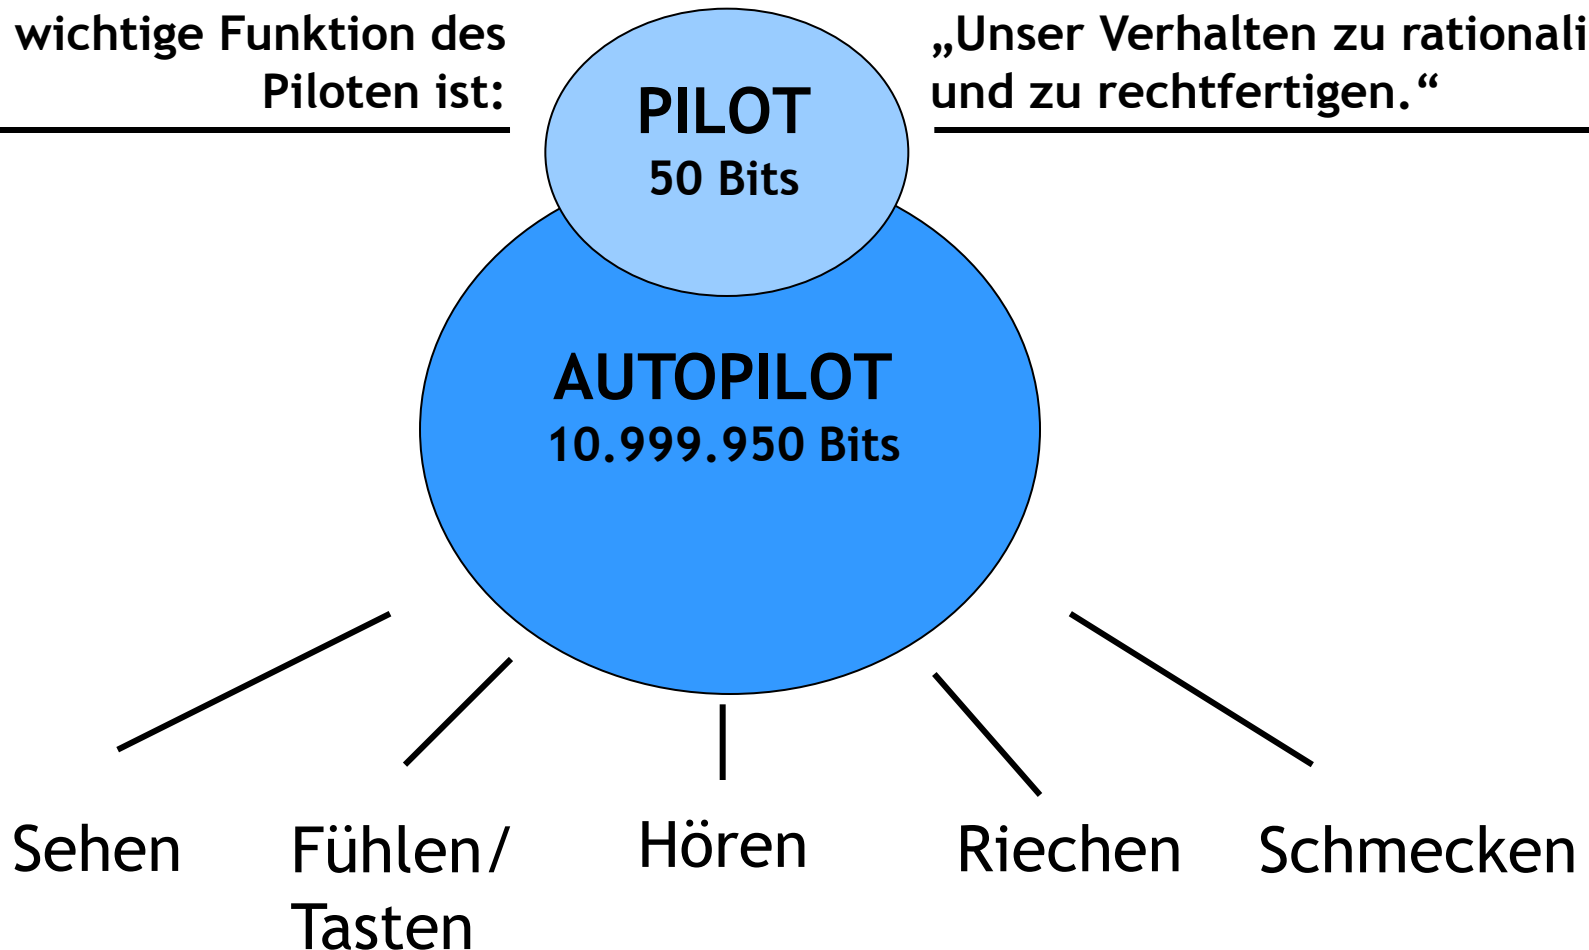 wichtige Funktion des
Piloten ist:
„Unser Verhalten zu rationali
und zu rechtfertigen.“
PILOT
50 Bits
AUTOPILOT
10.999.950 Bits
Sehen
Fühlen/
Tasten
Hören
Riechen
Schmecken